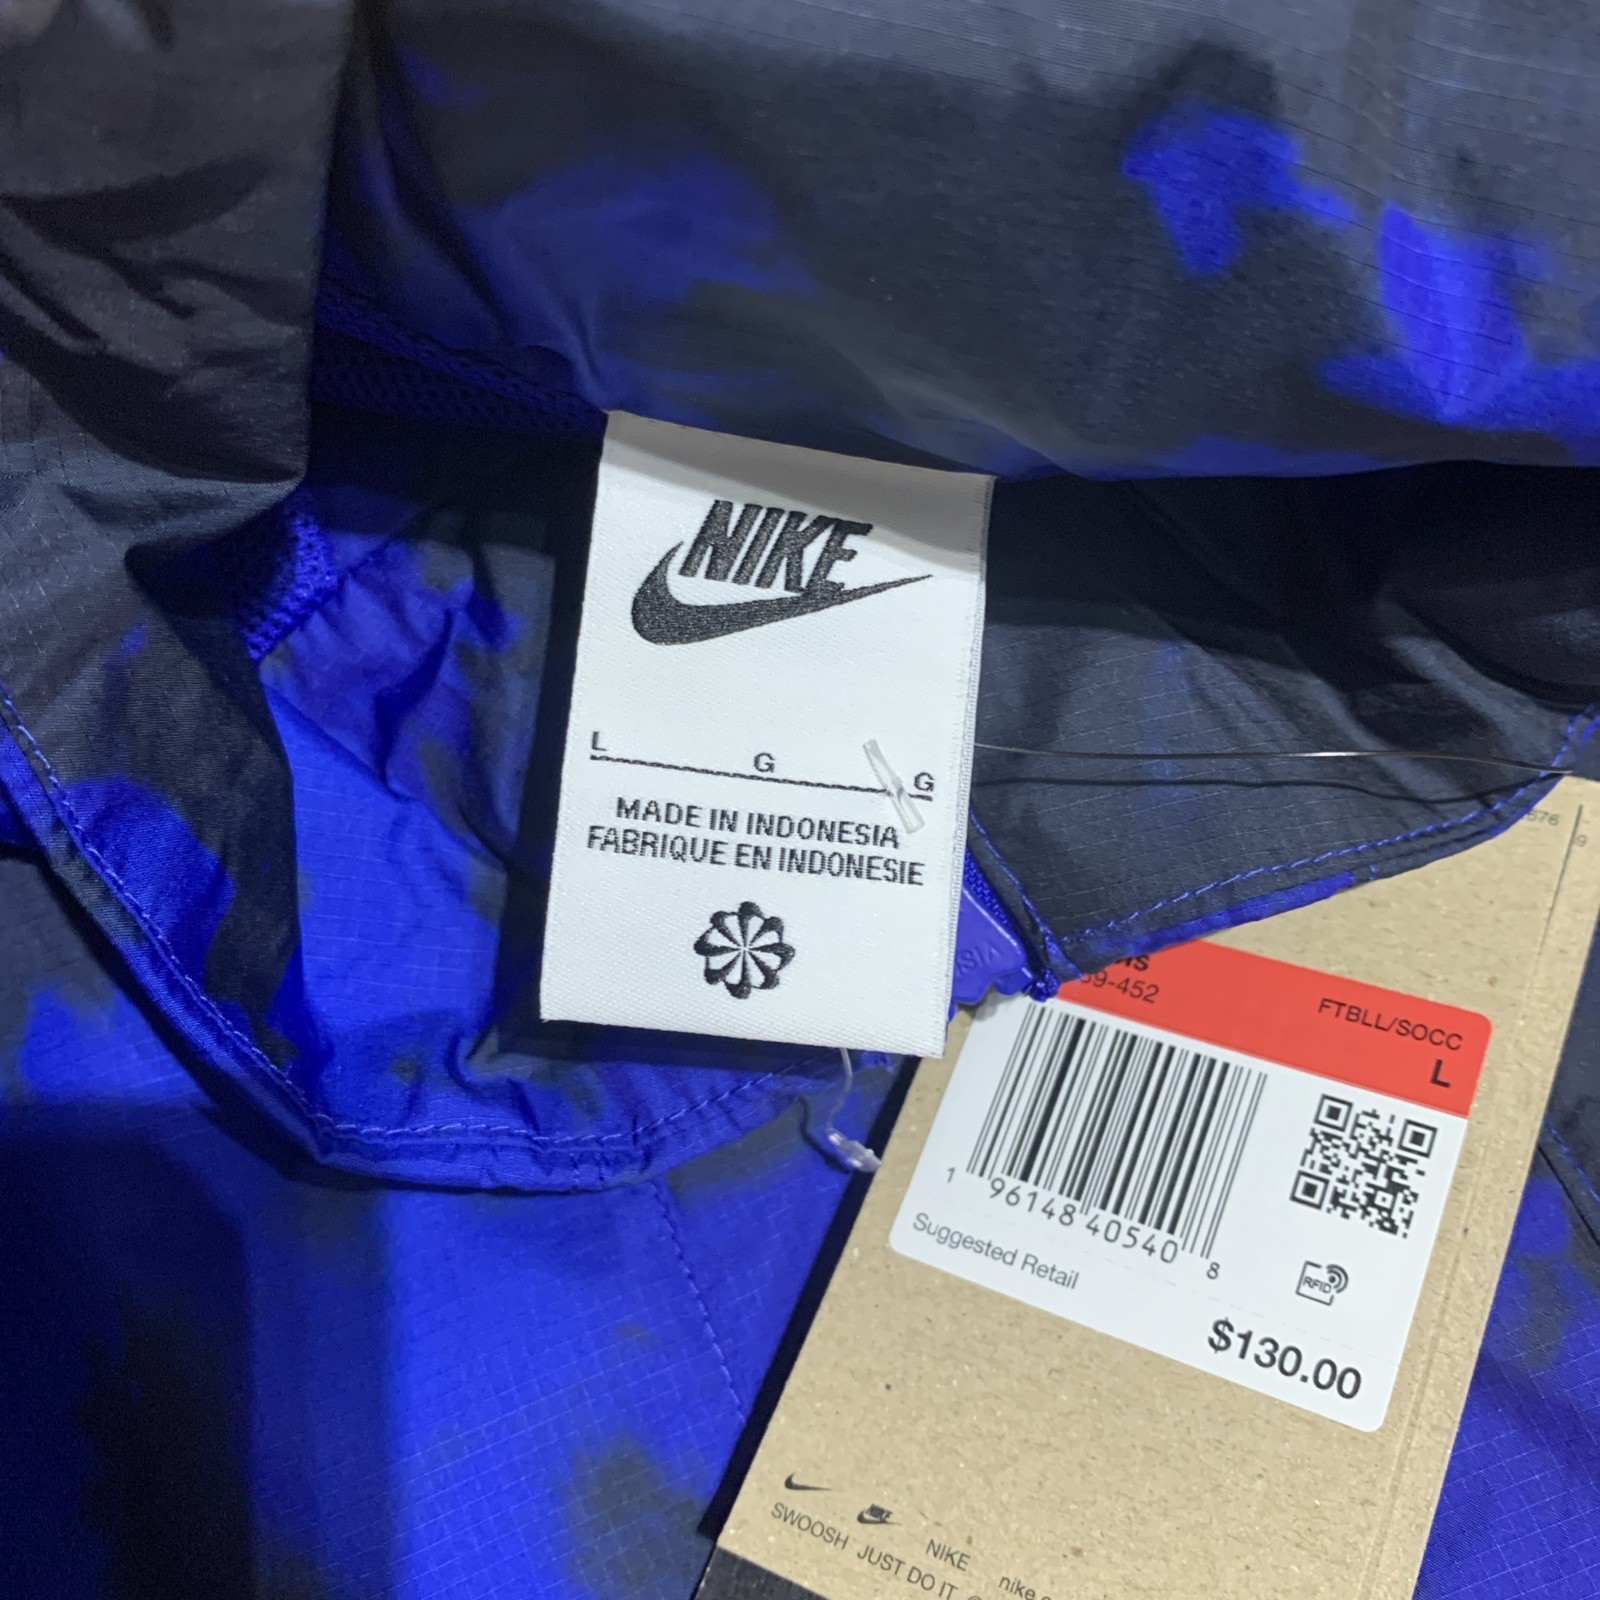 NIKE
L G G
MADE IN INDONESIA
FABRIQUE EN INDONESIE
-452
FTBLL/SOCC
L
1 96148 40540 8
Suggested Retail
RFID
$130.00
NIKE
SWOOSH JUST DO IT